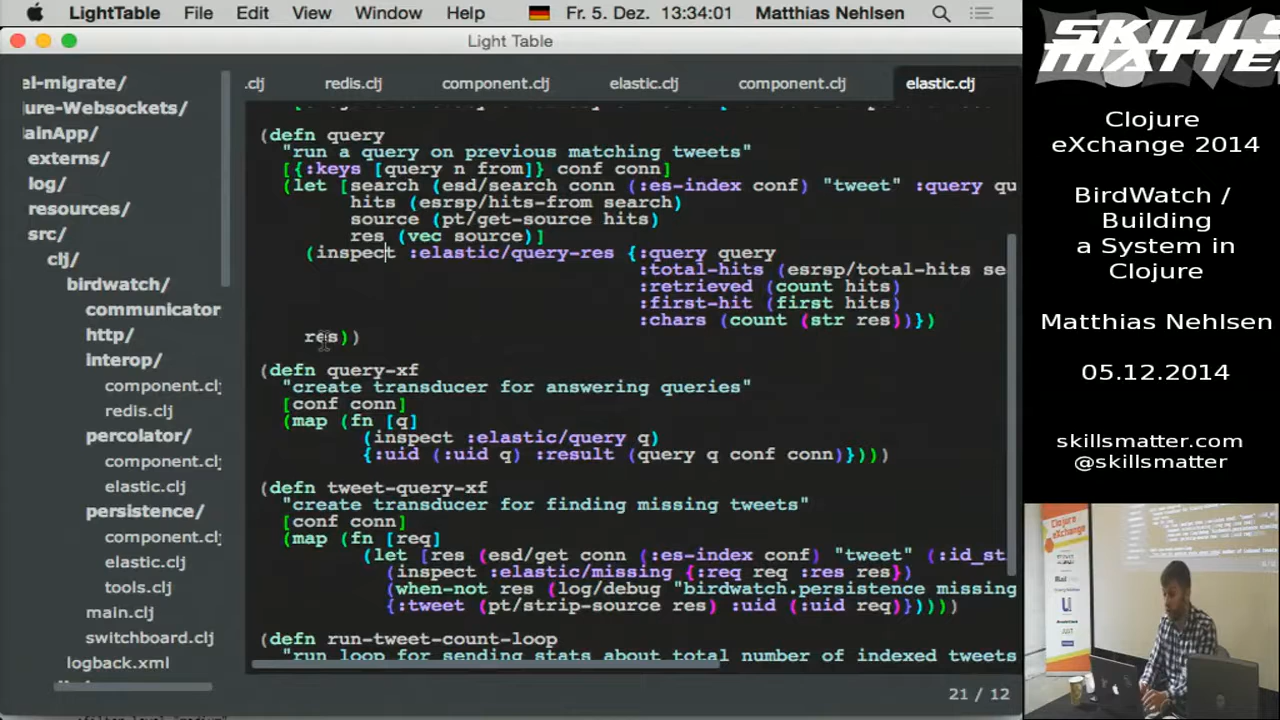 LightTable File Edit View Window Help Fr. 5. Dez. 13:34:01 Matthias Nehlsen
Light Table
.clj redis.clj component.clj elastic.clj component.clj elastic.clj
el-migrate/
jure-Websockets/
ainApp/
externs/
log/
resources/
src/
clj/
birdwatch/
communicator
http/
interop/
component.clj
redis.clj
percolator/
component.clj
elastic.clj
persistence/
component.clj
elastic.clj
tools.clj
main.clj
switchboard.clj
logback.xml
(defn query
"run a query on previous matching tweets"
[{:keys [query n from]} conf conn]
(let [search (esd/search conn (:es-index conf) "tweet" :query qu
hits (esrsp/hits-from search)
source (pt/get-source hits)
res (vec source)]
(inspect :elastic/query-res {:query query
:total-hits (esrsp/total-hits se
:retrieved (count hits)
:first-hit (first hits)
:chars (count (str res))})
res))
(defn query-xf
"create transducer for answering queries"
[conf conn]
(map (fn [q]
(inspect :elastic/query q)
{:uid (:uid q) :result (query q conf conn)})))
(defn tweet-query-xf
"create transducer for finding missing tweets"
[conf conn]
(map (fn [req]
(let [res (esd/get conn (:es-index conf) "tweet" (:id_st
(inspect :elastic/missing {:req req :res res})
(when-not res (log/debug "birdwatch.persistence missing
{:tweet (pt/strip-source res) :uid (:uid req)}))))
(defn run-tweet-count-loop
"run loop for sending stats about total number of indexed tweets
21 / 12
SKILLS
MATTER
Clojure
eXchange 2014
BirdWatch /
Building
a System in
Clojure
Matthias Nehlsen
05.12.2014
skillsmatter.com
@skillsmatter
Clojure
eXchange